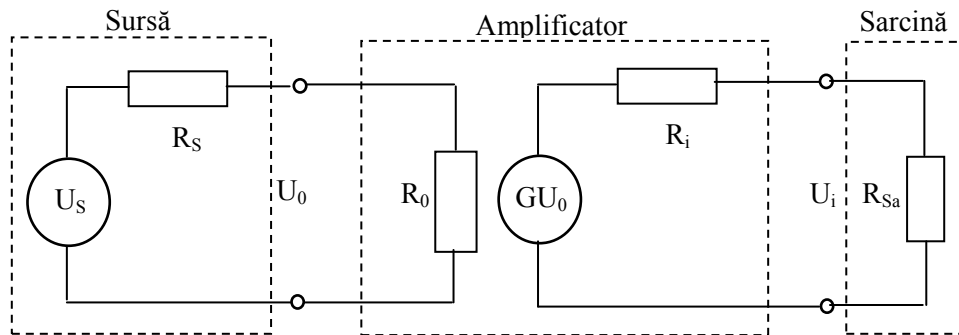 Sursă
Amplificator
Sarcină
R_S
R_i
U_S
U_0
R_0
GU_0
U_i
R_Sa